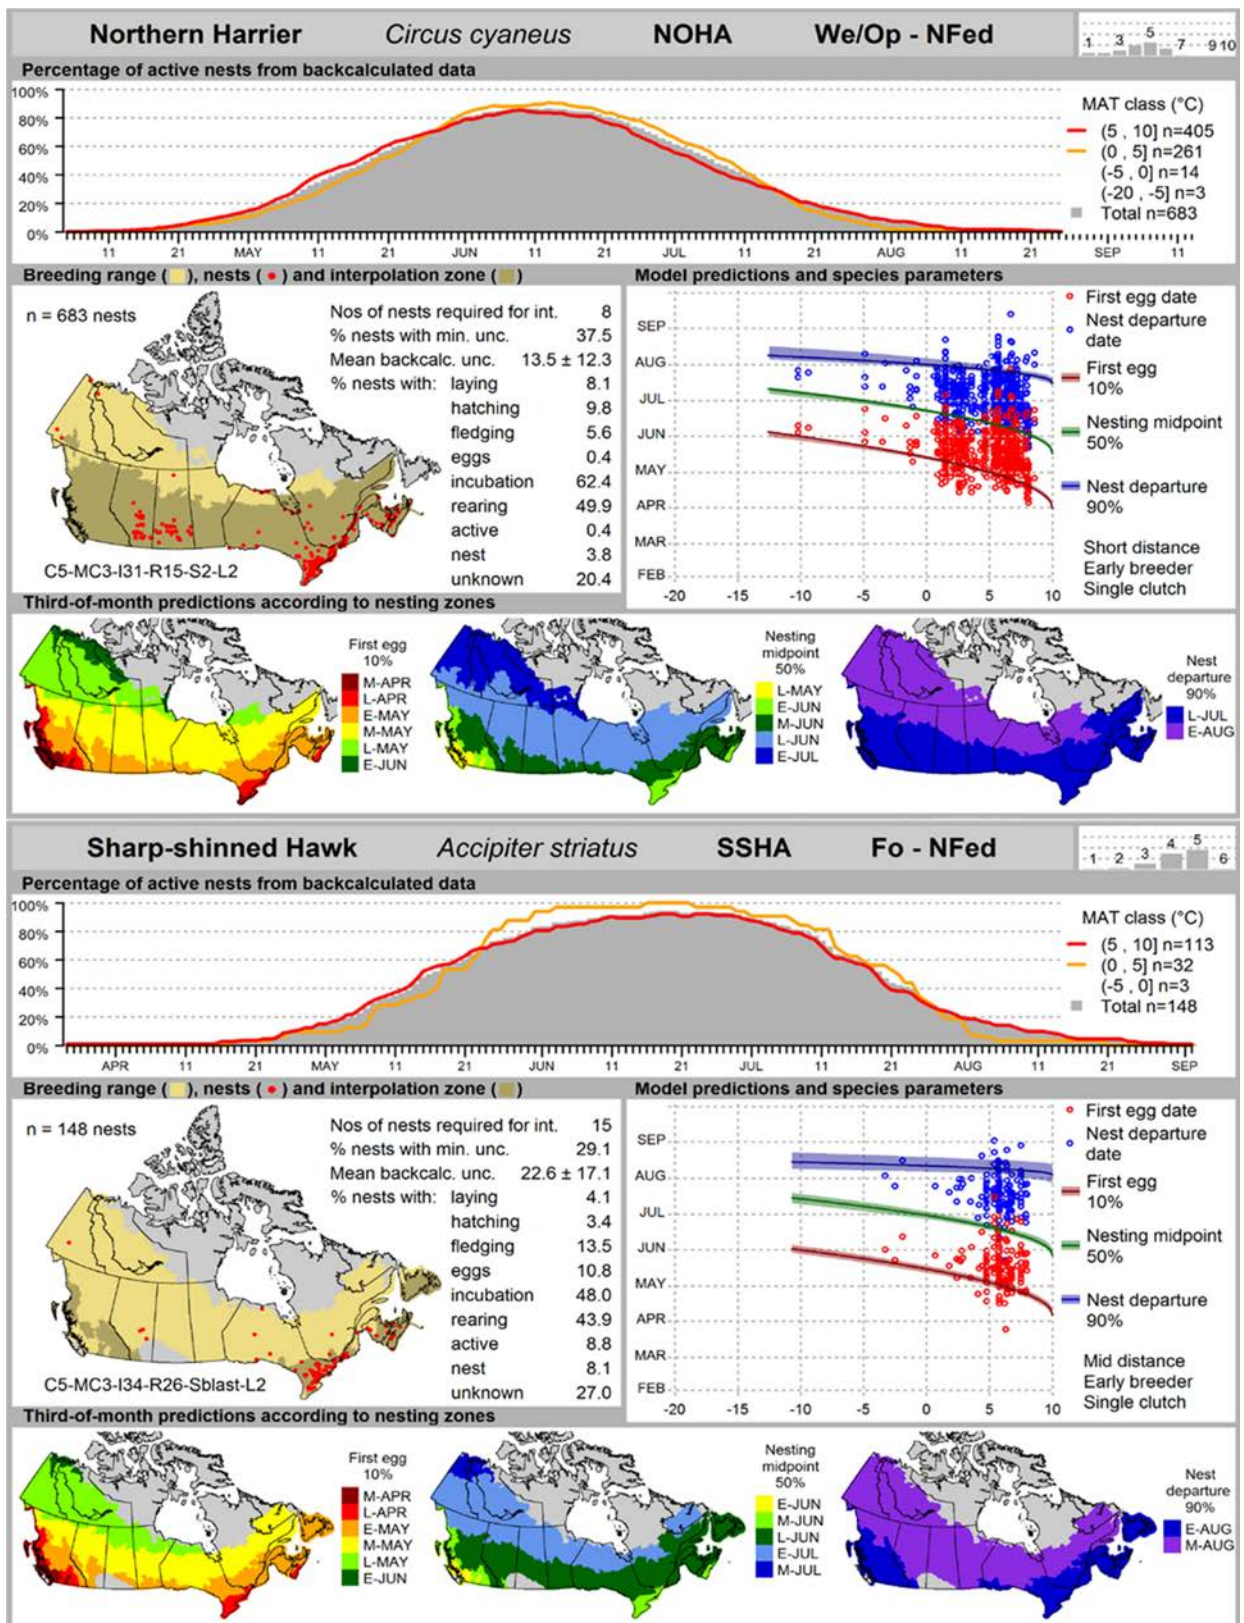 Northern Harrier Circus cyaneus NOHA We/Op - NFed
1 3 5 7 9 10
Percentage of active nests from backcalculated data
100%
80%
60%
40%
20%
0%
11 21 MAY 11 21 JUN 11 21 JUL 11 21 AUG 11 21 SEP 11
MAT class (°C)
(5 , 10] n=405
(0 , 5] n=261
(-5 , 0] n=14
(-20 , -5] n=3
Total n=683
Breeding range ( ), nests ( ) and interpolation zone ( )
n = 683 nests
Nos of nests required for int. 8
% nests with min. unc. 37.5
Mean backcalc. unc. 13.5 ± 12.3
% nests with: laying 8.1
hatching 9.8
fledging 5.6
eggs 0.4
incubation 62.4
rearing 49.9
active 0.4
nest 3.8
unknown 20.4
C5-MC3-I31-R15-S2-L2
Model predictions and species parameters
SEP
AUG
JUL
JUN
MAY
APR
MAR
FEB
-20 -15 -10 -5 0 5 10
First egg date
Nest departure
date
First egg
10%
Nesting midpoint
50%
Nest departure
90%
Short distance
Early breeder
Single clutch
Third-of-month predictions according to nesting zones
First egg
10%
M-APR
L-APR
E-MAY
M-MAY
L-MAY
E-JUN
Nesting
midpoint
50%
L-MAY
E-JUN
M-JUN
L-JUN
E-JUL
Nest
departure
90%
L-JUL
E-AUG
Sharp-shinned Hawk Accipiter striatus SSHA Fo - NFed
1 2 3 4 5 6
Percentage of active nests from backcalculated data
100%
80%
60%
40%
20%
0%
APR 11 21 MAY 11 21 JUN 11 21 JUL 11 21 AUG 11 21 SEP
MAT class (°C)
(5 , 10] n=113
(0 , 5] n=32
(-5 , 0] n=3
Total n=148
Breeding range ( ), nests ( ) and interpolation zone ( )
n = 148 nests
Nos of nests required for int. 15
% nests with min. unc. 29.1
Mean backcalc. unc. 22.6 ± 17.1
% nests with: laying 4.1
hatching 3.4
fledging 13.5
eggs 10.8
incubation 48.0
rearing 43.9
active 8.8
nest 8.1
unknown 27.0
C5-MC3-I34-R26-Sblast-L2
Model predictions and species parameters
SEP
AUG
JUL
JUN
MAY
APR
MAR
FEB
-20 -15 -10 -5 0 5 10
First egg date
Nest departure
date
First egg
10%
Nesting midpoint
50%
Nest departure
90%
Mid distance
Early breeder
Single clutch
Third-of-month predictions according to nesting zones
First egg
10%
M-APR
L-APR
E-MAY
M-MAY
L-MAY
E-JUN
Nesting
midpoint
50%
E-JUN
M-JUN
L-JUN
E-JUL
M-JUL
Nest
departure
90%
E-AUG
M-AUG